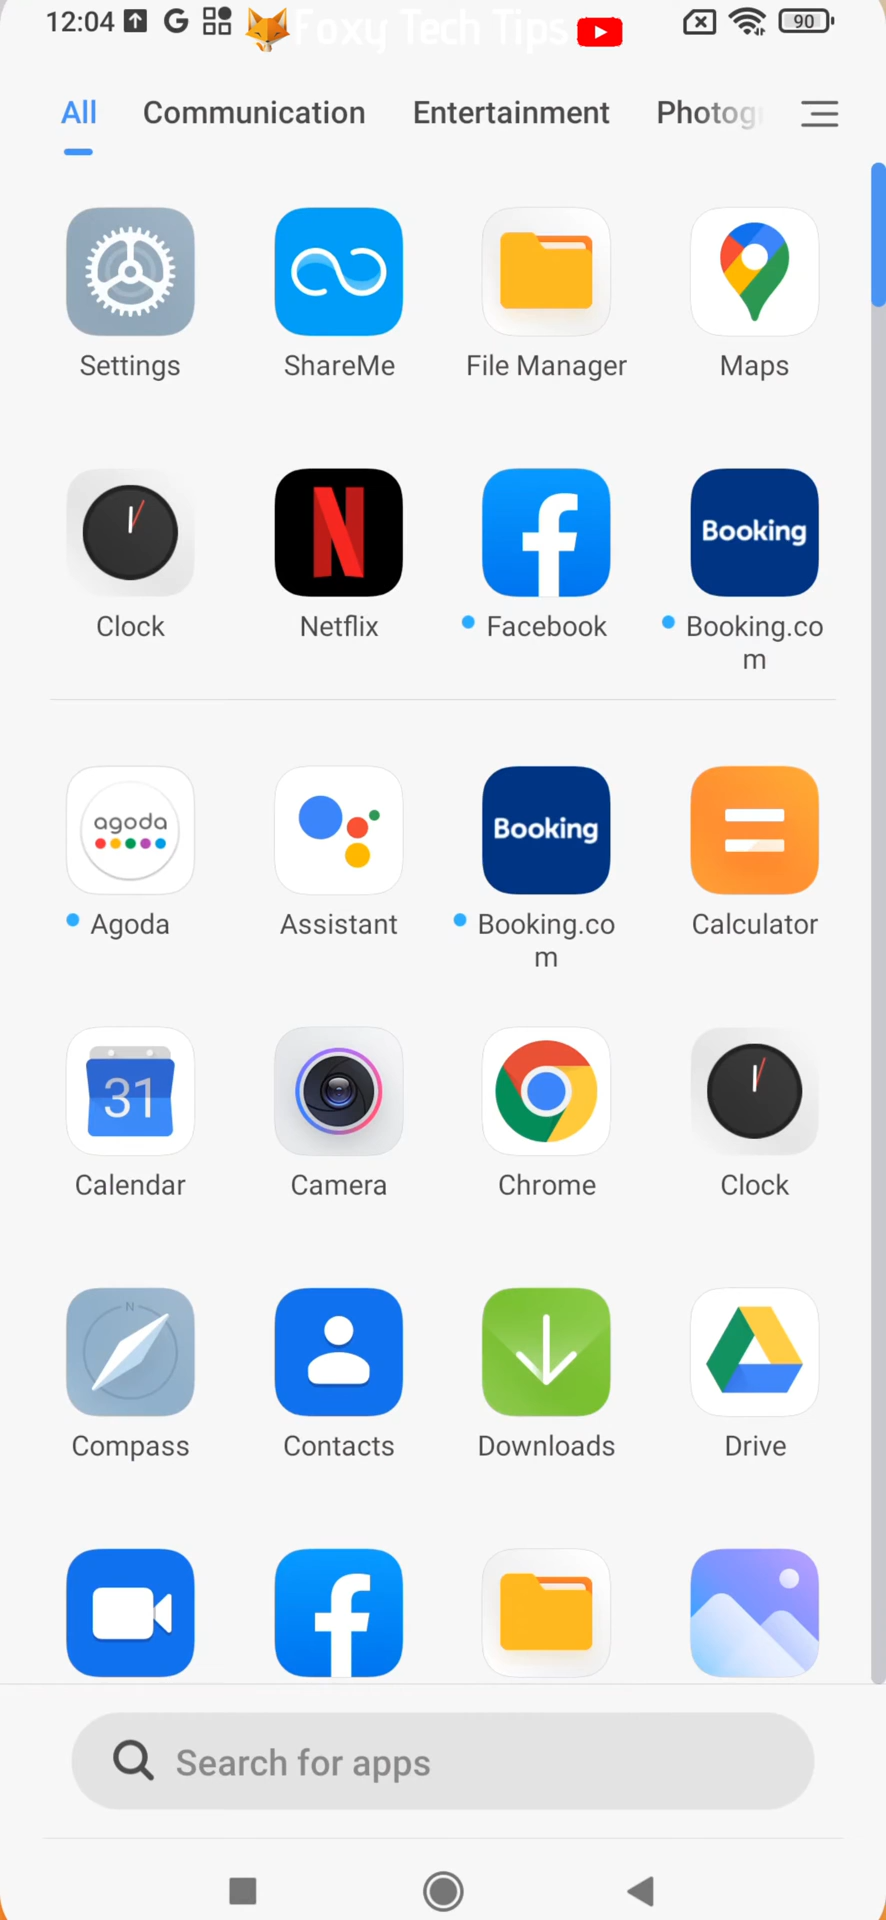 12:04 G Foxy Tech Tips 90
All Communication Entertainment Photog
Settings ShareMe File Manager Maps
Booking
Clock Netflix Facebook Booking.co
m
agoda Booking
Agoda Assistant Booking.co Calculator
m
31
Calendar Camera Chrome Clock
N
Compass Contacts Downloads Drive
Search for apps